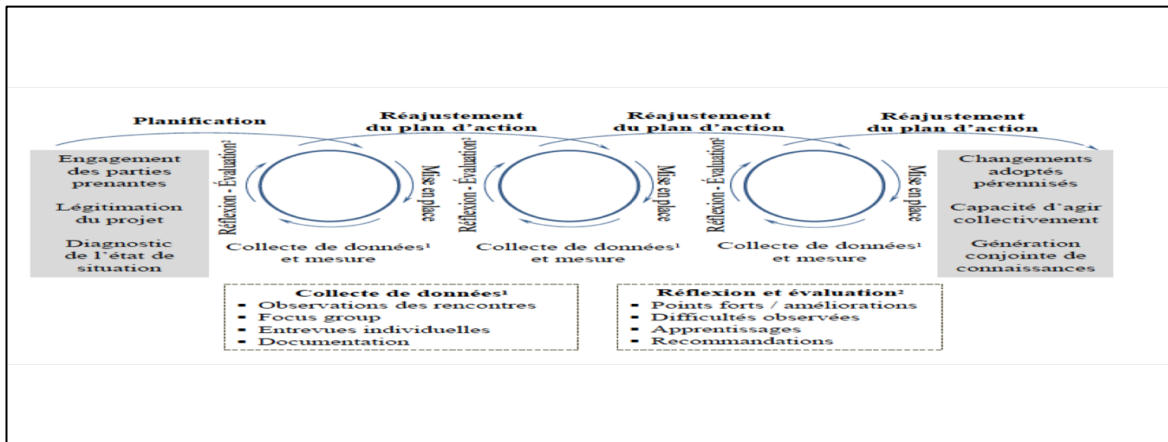 Planification
Réajustement
du plan d'action
Réajustement
du plan d'action
Réajustement
du plan d'action
Engagement
des parties
prenantes
Légitimation
du projet
Diagnostic
de l'état de
situation
Réflexion - Évaluation²
Mise en place
Collecte de données¹
et mesure
Réflexion - Évaluation²
Mise en place
Collecte de données¹
et mesure
Réflexion - Évaluation²
Mise en place
Collecte de données¹
et mesure
Changements
adoptés
pérennisés
Capacité d'agir
collectivement
Génération
conjointe de
connaissances
Collecte de données¹
▪ Observations des rencontres
▪ Focus group
▪ Entrevues individuelles
▪ Documentation
Réflexion et évaluation²
▪ Points forts / améliorations
▪ Difficultés observées
▪ Apprentissages
▪ Recommandations